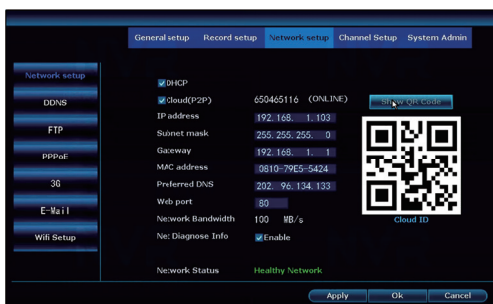 General setup Record setup Network setup Channel Setup System Admin
Network setup
DDNS
FTP
PPPoE
3G
E-Mail
Wifi Setup
DHCP
Cloud(P2P) 650465116 (ONLINE) Show QR Code
IP address 192. 168. 1. 103
Subnet mask 255. 255. 255. 0
Gateway 192. 168. 1. 1
MAC address 0810-79E5-5424
Preferred DNS 202. 96. 134. 133
Web port 80
Network Bandwidth 100 MB/s
Net Diagnose Info Enable
Cloud ID
Network Status Healthy Network
Apply Ok Cancel